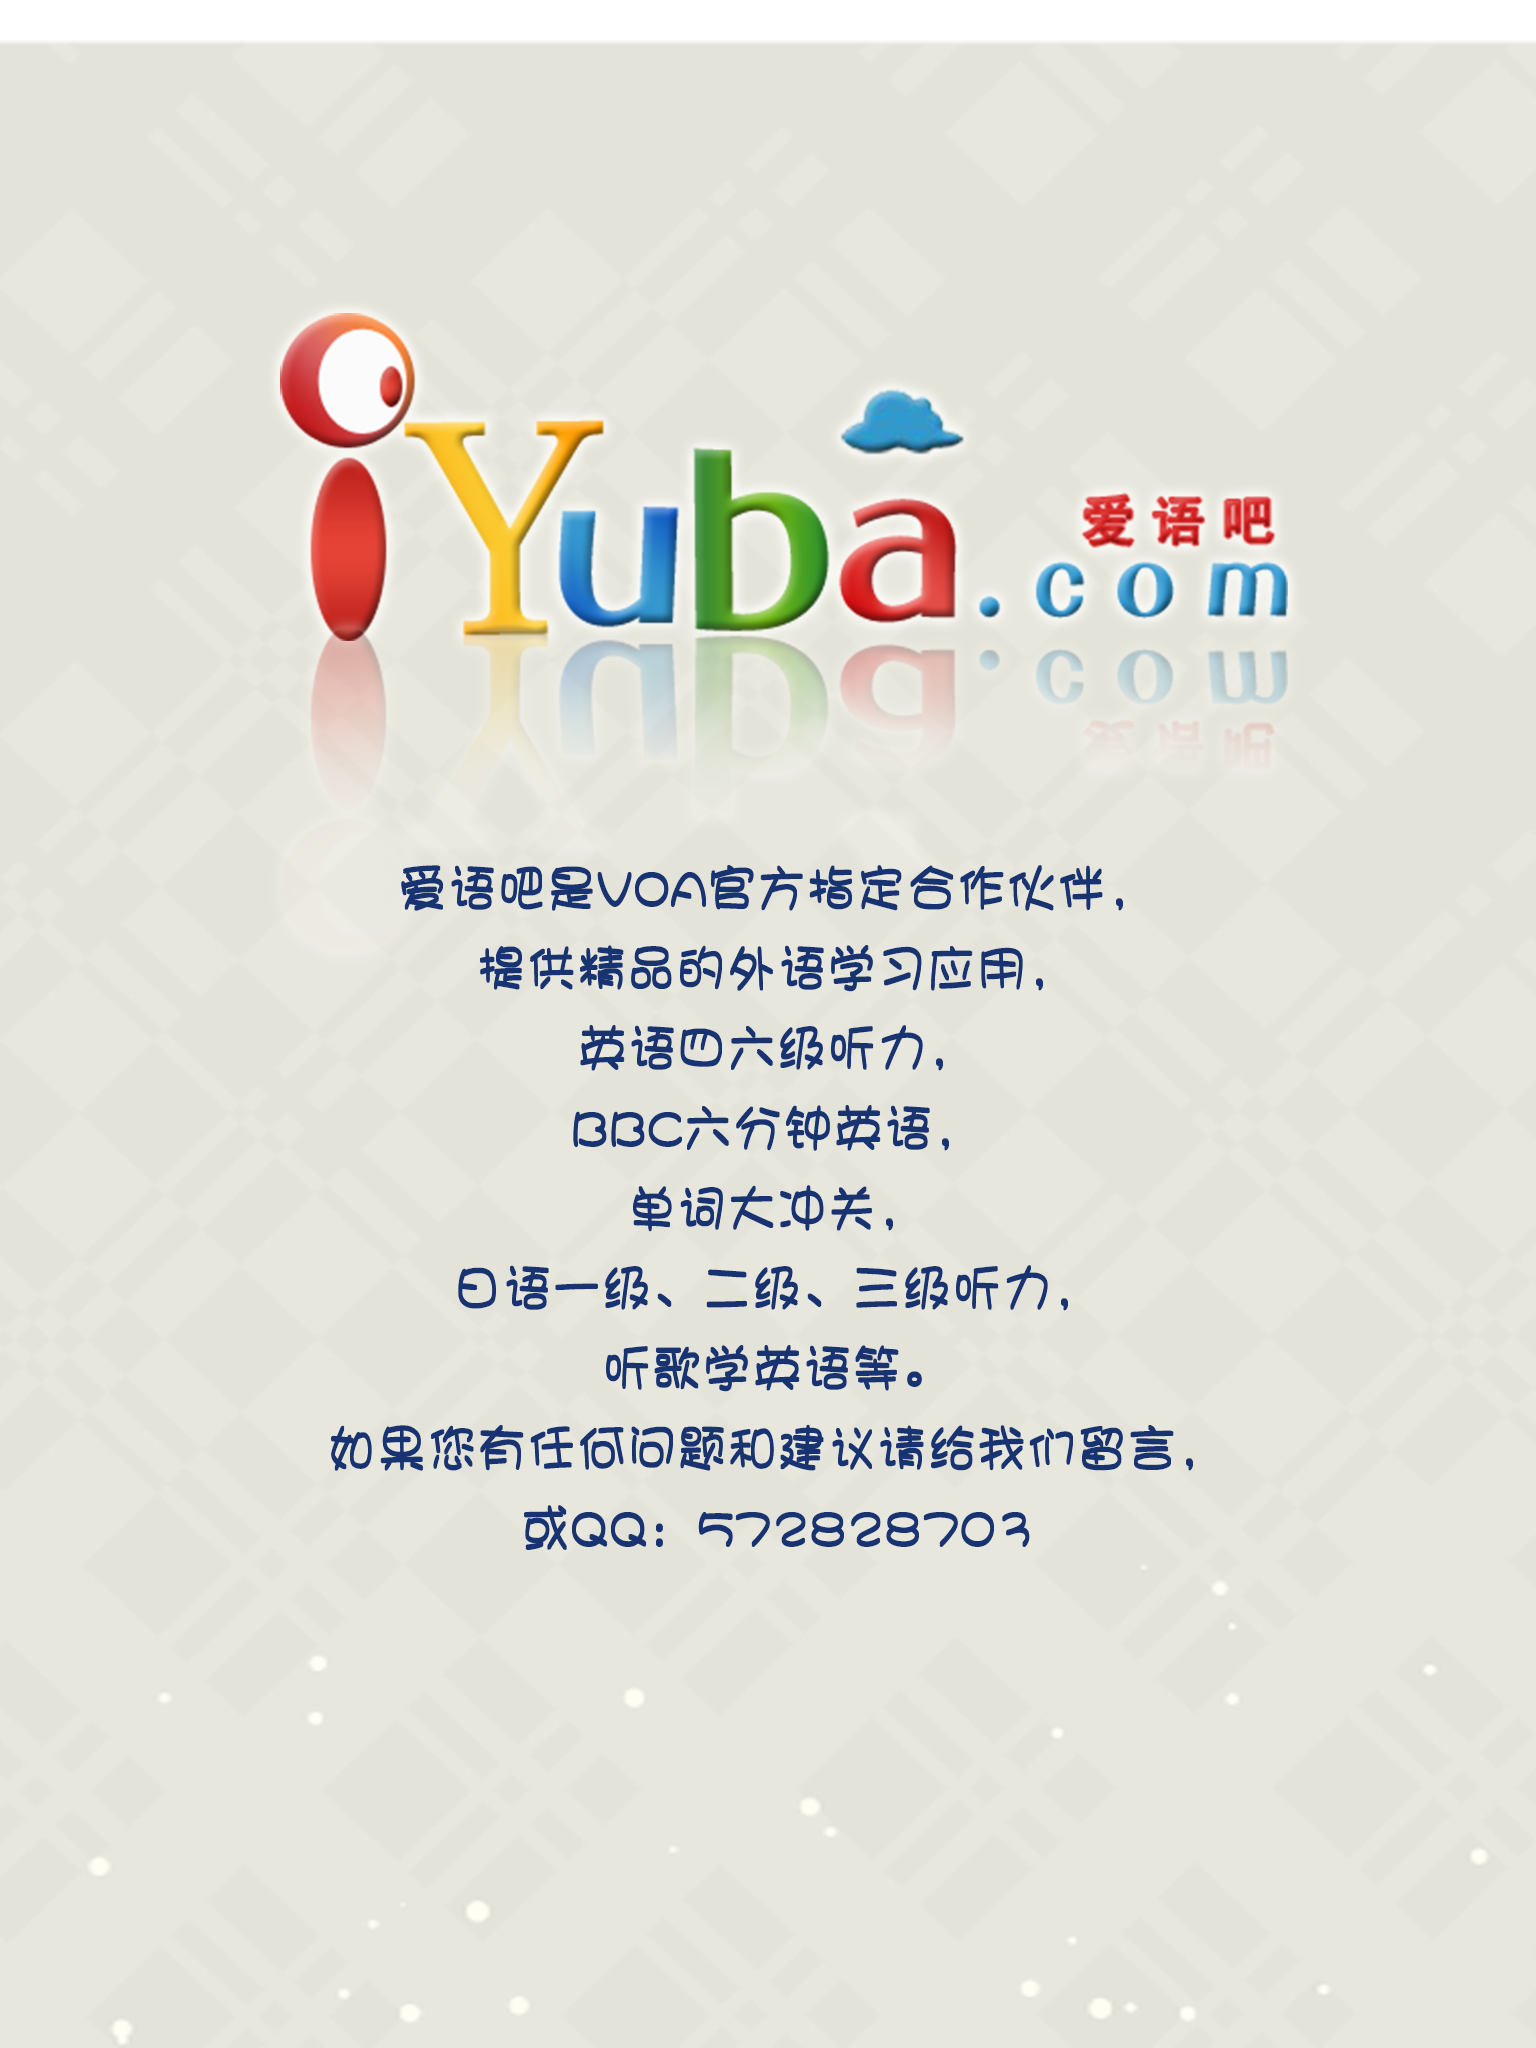 iYuba.com
爱语吧
爱语吧是VOA官方指定合作伙伴，
提供精品的外语学习应用，
英语四六级听力，
BBC六分钟英语，
单词大冲关，
日语一级、二级、三级听力，
听歌学英语等。
如果您有任何问题和建议请给我们留言，
或QQ：572828703